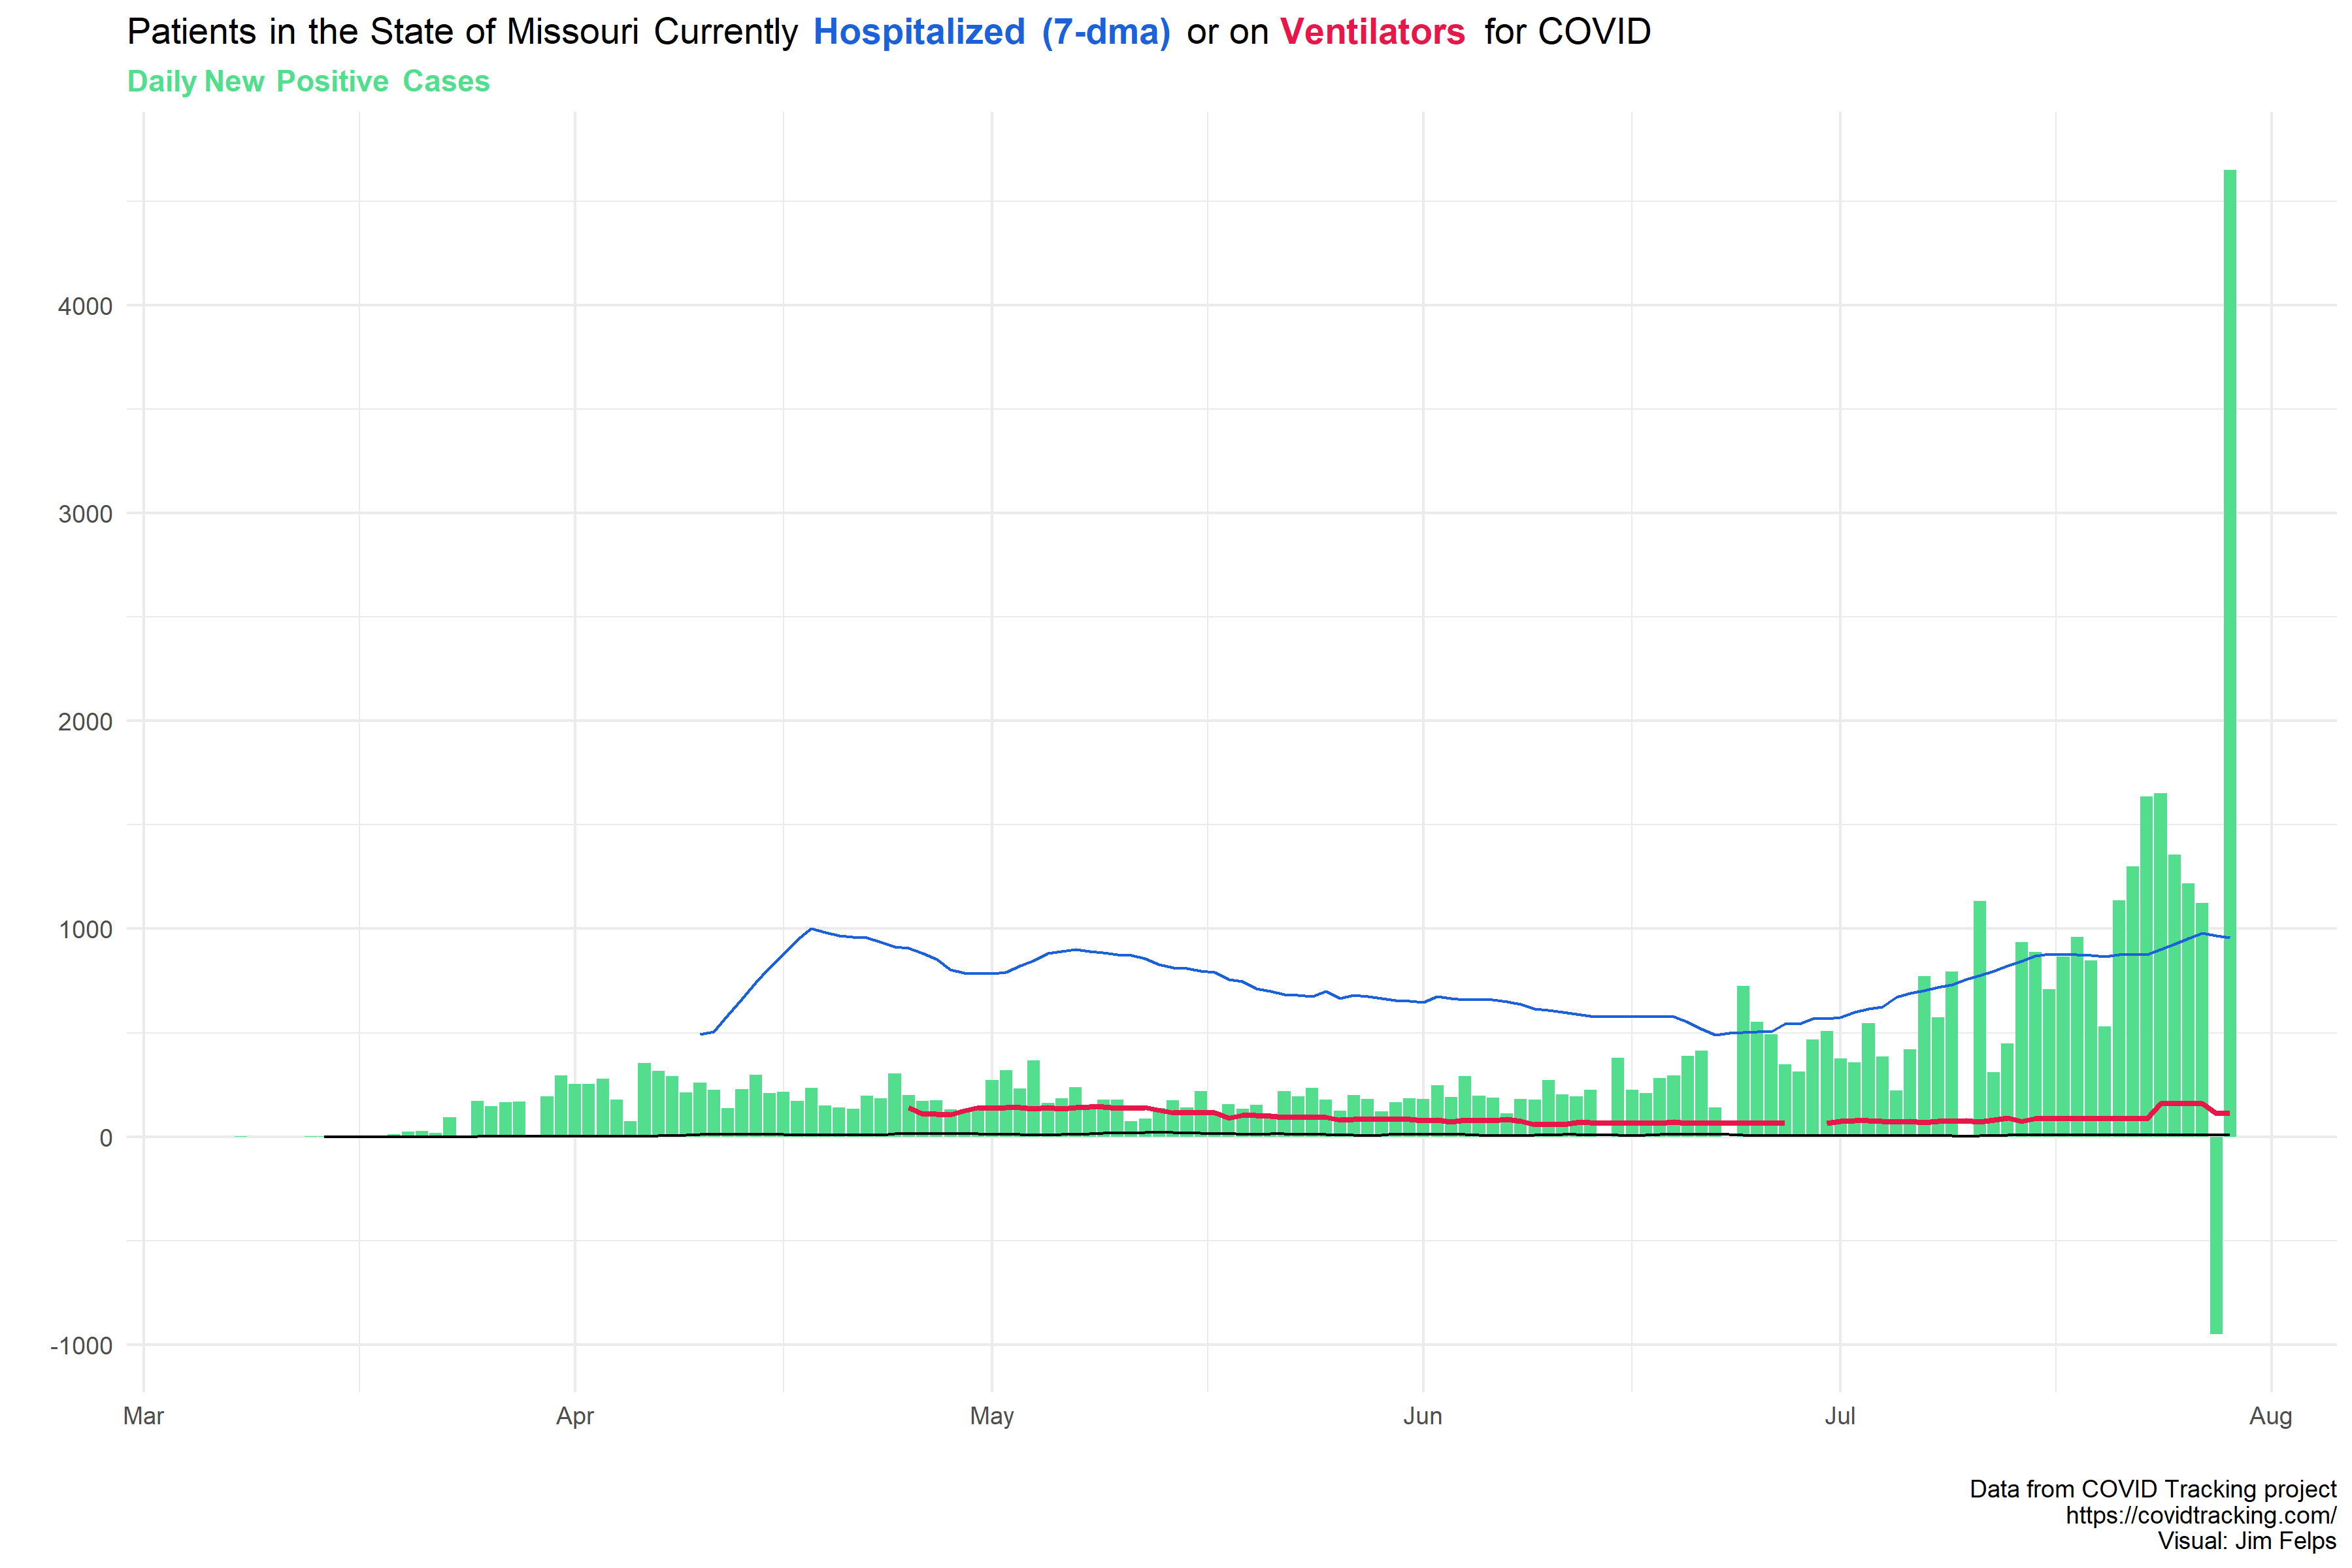 Patients in the State of Missouri Currently Hospitalized (7-dma) or on Ventilators for COVID
Daily New Positive Cases
4000
3000
2000
1000
0
-1000
Mar Apr May Jun Jul Aug
Data from COVID Tracking project
https://covidtracking.com/
Visual: Jim Felps